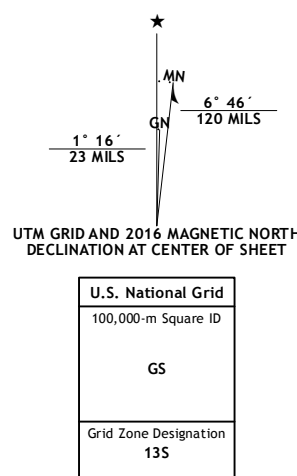 MN
6° 46´
120 MILS
GN
1° 16´
23 MILS
UTM GRID AND 2016 MAGNETIC NORTH
DECLINATION AT CENTER OF SHEET
U.S. National Grid
100,000-m Square ID
GS
Grid Zone Designation
13S